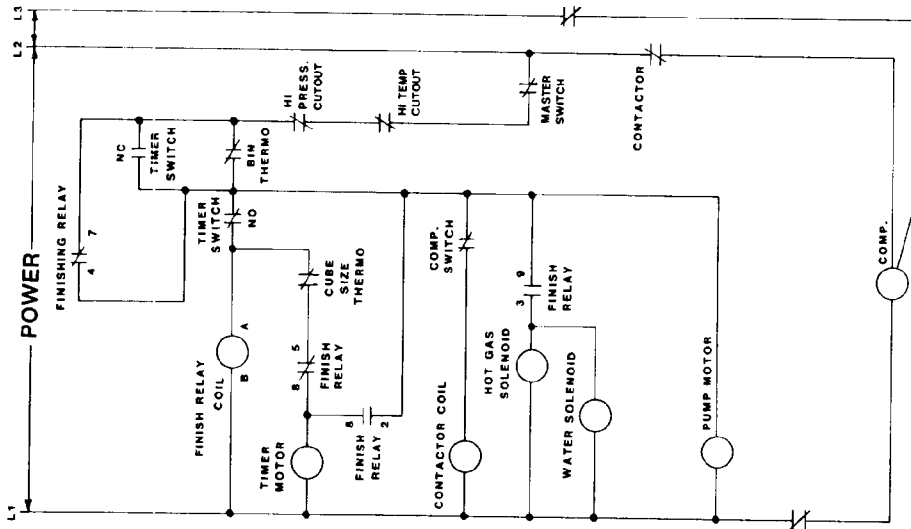 L1
POWER
L2
L3
FINISHING RELAY
4
7
NC
TIMER
SWITCH
HI
PRESS.
CUTOUT
HI TEMP
CUTOUT
BIN
THERMO
TIMER
SWITCH
NO
MASTER
SWITCH
CONTACTOR
FINISH RELAY
COIL
B
A
CUBE
SIZE
THERMO
8
5
FINISH
RELAY
TIMER
MOTOR
8
2
FINISH
RELAY
COMP.
SWITCH
CONTACTOR COIL
HOT GAS
SOLENOID
3
9
FINISH
RELAY
WATER SOLENOID
PUMP MOTOR
COMP.